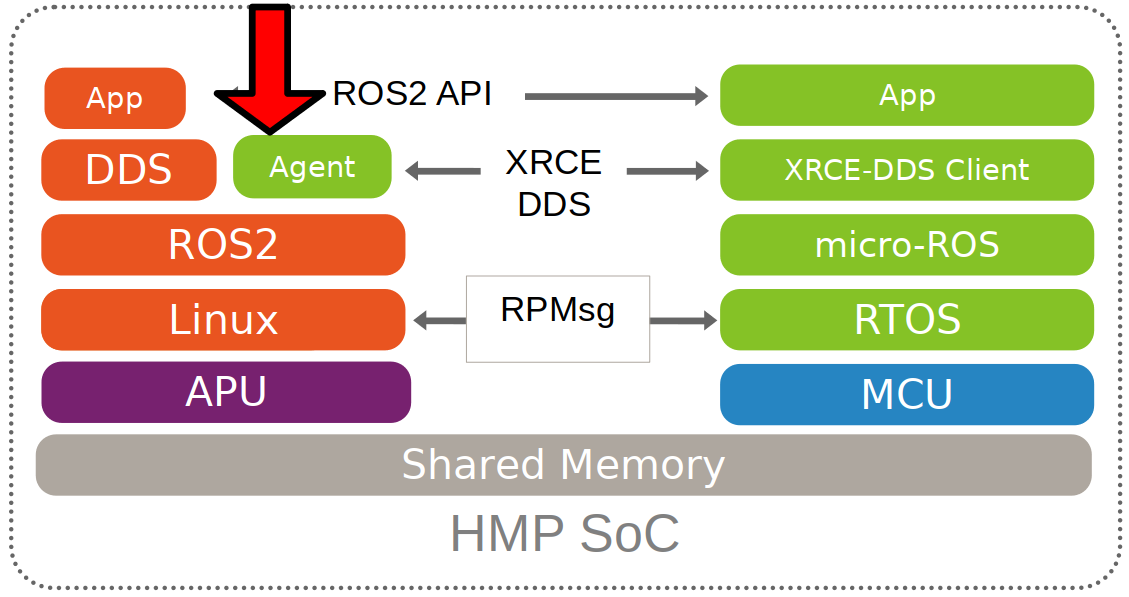 App
ROS2 API
App
DDS
Agent
XRCE
DDS
XRCE-DDS Client
ROS2
micro-ROS
Linux
RPMsg
RTOS
APU
MCU
Shared Memory
HMP SoC